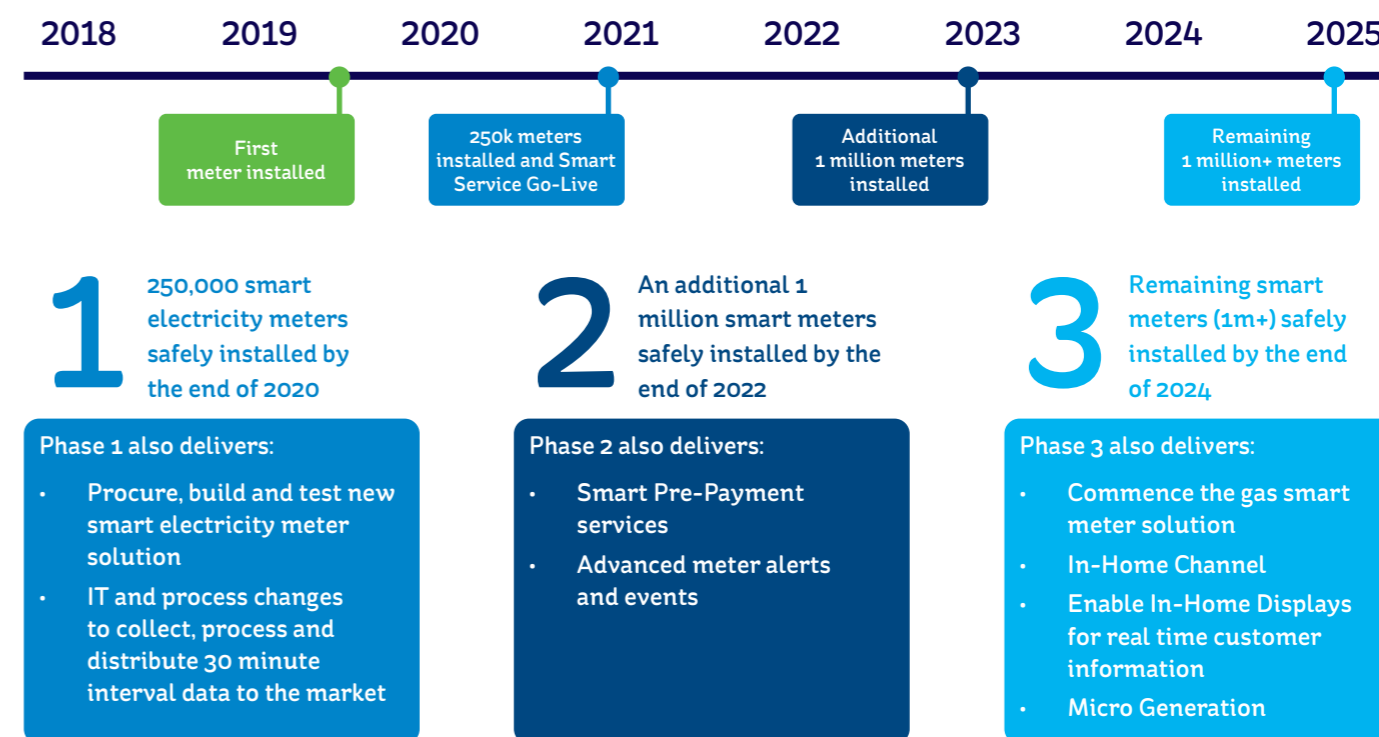 2018 2019 2020 2021 2022 2023 2024 2025
First
meter installed
250k meters
installed and Smart
Service Go-Live
Additional
1 million meters
installed
Remaining
1 million+ meters
installed
1
250,000 smart
electricity meters
safely installed by
the end of 2020
Phase 1 also delivers:
• Procure, build and test new
smart electricity meter
solution
• IT and process changes
to collect, process and
distribute 30 minute
interval data to the market
2
An additional 1
million smart meters
safely installed by the
end of 2022
Phase 2 also delivers:
• Smart Pre-Payment
services
• Advanced meter alerts
and events
3
Remaining smart
meters (1m+) safely
installed by the end
of 2024
Phase 3 also delivers:
• Commence the gas smart
meter solution
• In-Home Channel
• Enable In-Home Displays
for real time customer
information
• Micro Generation